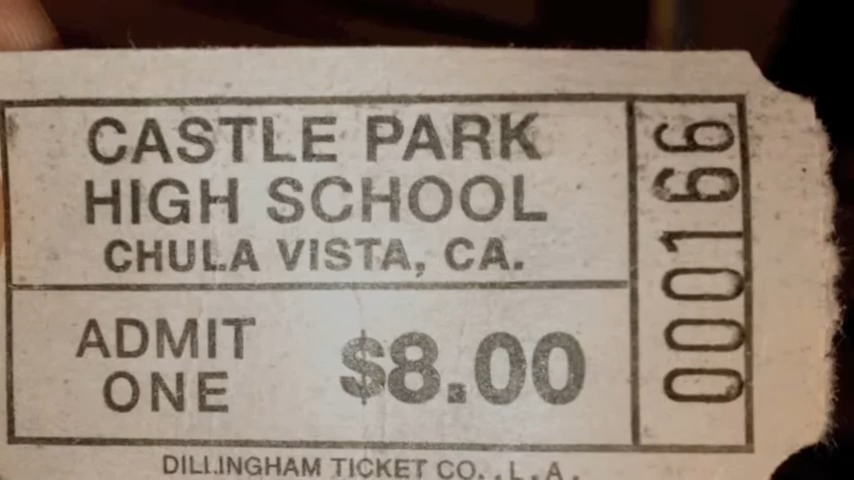 CASTLE PARK
HIGH SCHOOL
CHULA VISTA, CA.
ADMIT
ONE
$8.00
000166
DILLINGHAM TICKET CO., L.A.